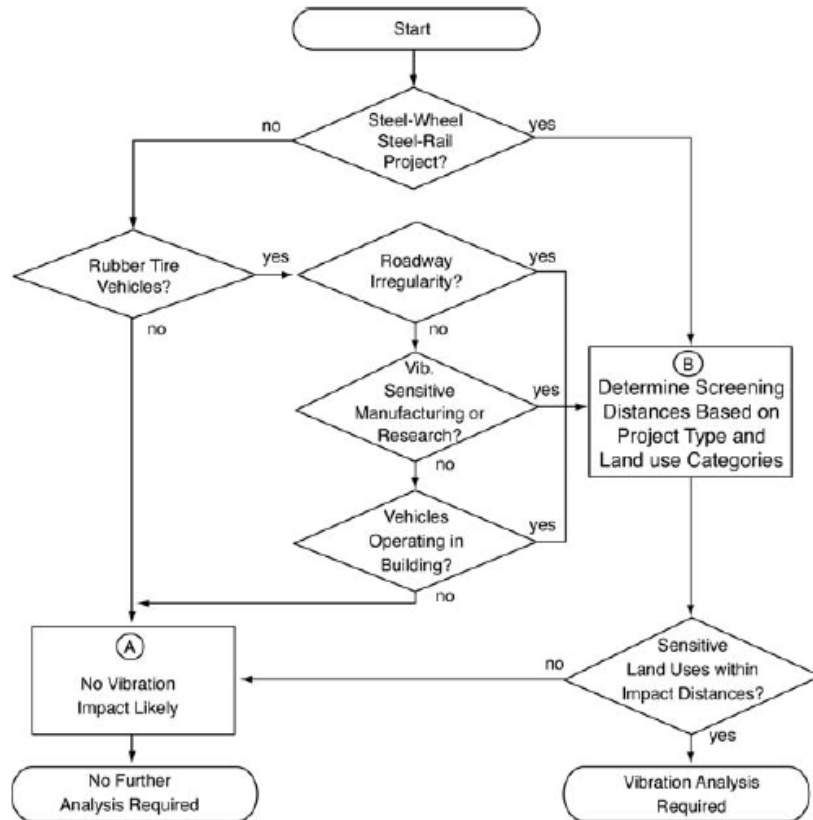 Start
Steel-Wheel
Steel-Rail
Project?
no
yes
Rubber Tire
Vehicles?
yes
no
Roadway
Irregularity?
yes
no
Vib.
Sensitive
Manufacturing or
Research?
yes
no
Vehicles
Operating in
Building?
yes
no
B
Determine Screening
Distances Based on
Project Type and
Land use Categories
Sensitive
Land Uses within
Impact Distances?
no
yes
A
No Vibration
Impact Likely
No Further
Analysis Required
Vibration Analysis
Required